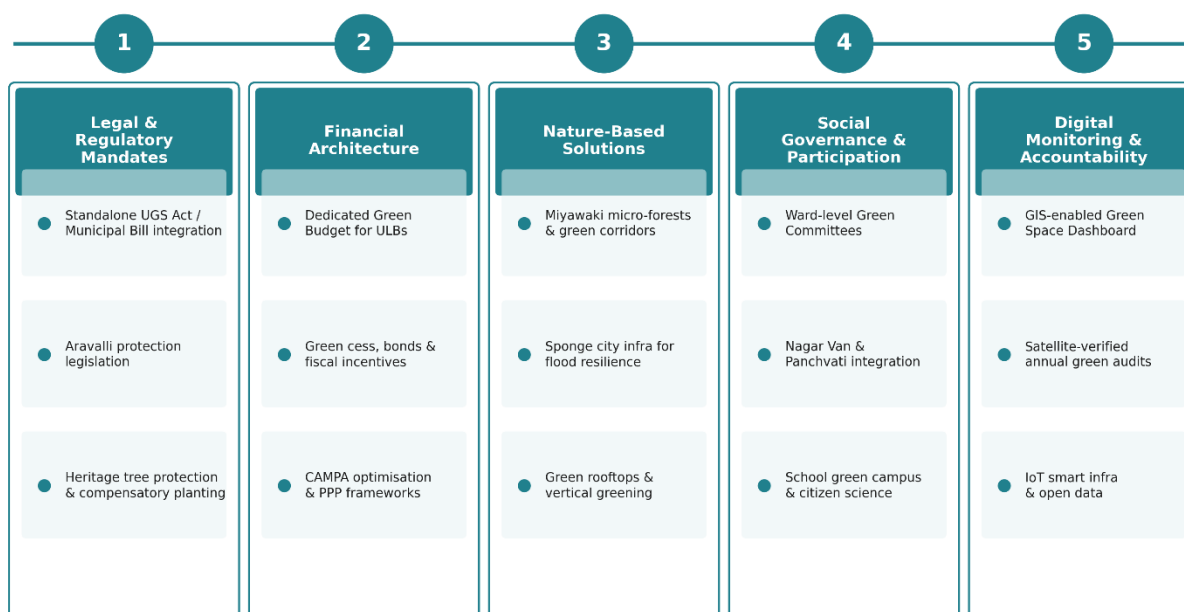 1
2
3
4
5
Legal &
Regulatory
Mandates
Standalone UGS Act /
Municipal Bill integration
Aravalli protection
legislation
Heritage tree protection
& compensatory planting
Financial
Architecture
Dedicated Green
Budget for ULBs
Green cess, bonds &
fiscal incentives
CAMPA optimisation
& PPP frameworks
Nature-Based
Solutions
Miyawaki micro-forests
& green corridors
Sponge city infra for
flood resilience
Green rooftops &
vertical greening
Social
Governance &
Participation
Ward-level Green
Committees
Nagar Van &
Panchvati integration
School green campus
& citizen science
Digital
Monitoring &
Accountability
GIS-enabled Green
Space Dashboard
Satellite-verified
annual green audits
IoT smart infra
& open data